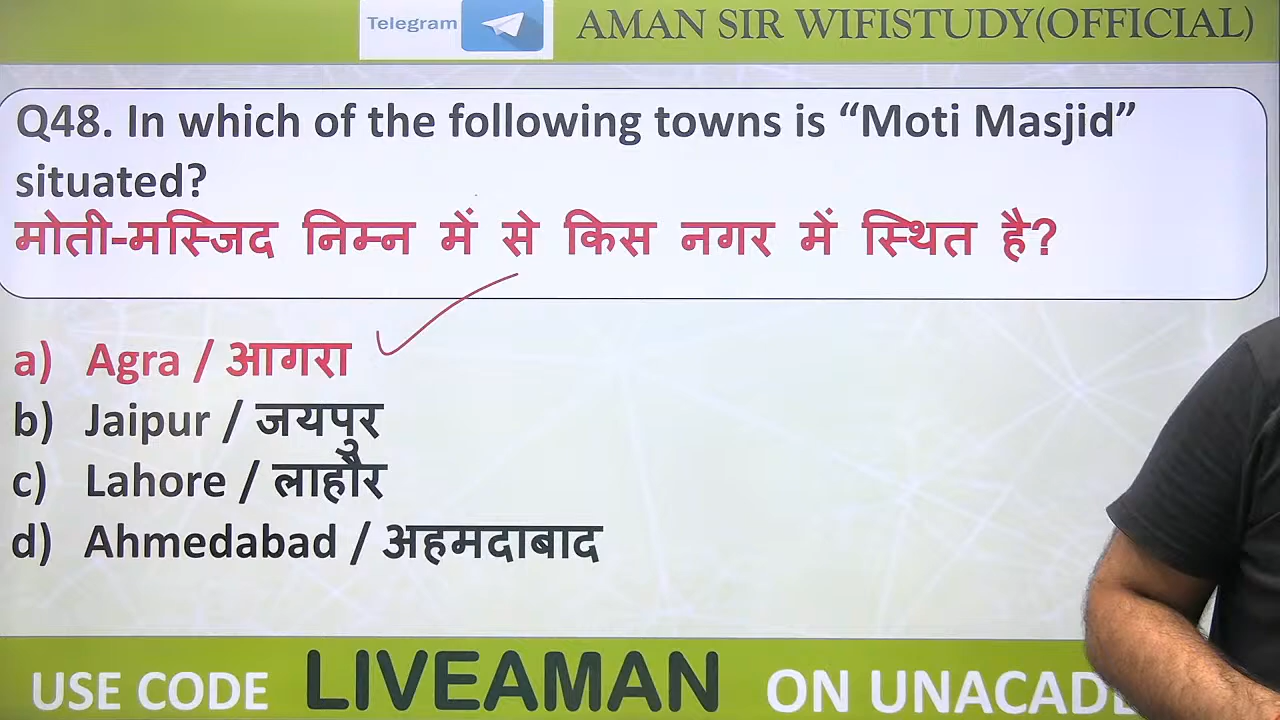 Telegram
AMAN SIR WIFISTUDY(OFFICIAL)
Q48. In which of the following towns is “Moti Masjid”
situated?
मोती-मस्जिद निम्न में से किस नगर में स्थित है?
a) Agra / आगरा
b) Jaipur / जयपुर
c) Lahore / लाहौर
d) Ahmedabad / अहमदाबाद
USE CODE LIVEAMAN ON